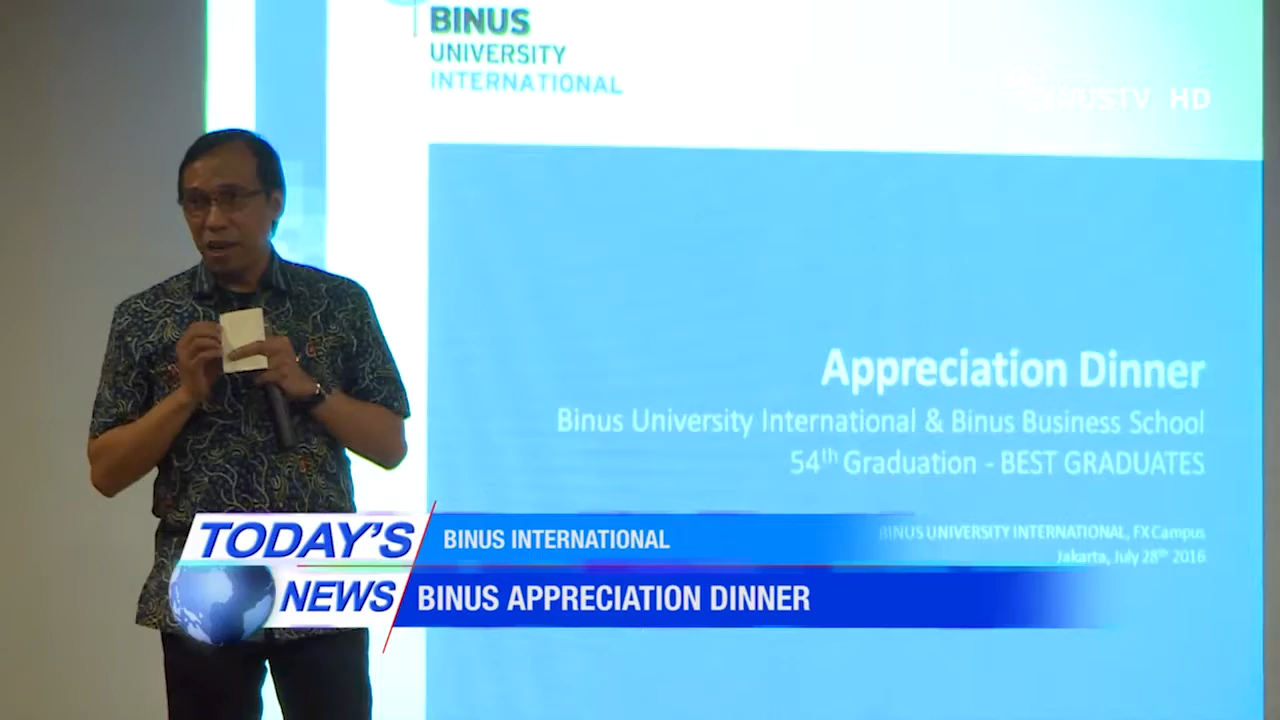 BINUS
UNIVERSITY
INTERNATIONAL
HD
Appreciation Dinner
Binus University International & Binus Business School
54th Graduation - BEST GRADUATES
BINUS UNIVERSITY INTERNATIONAL, FX Campus
Jakarta, July 28th 2016
TODAY'S
NEWS
BINUS INTERNATIONAL
BINUS APPRECIATION DINNER